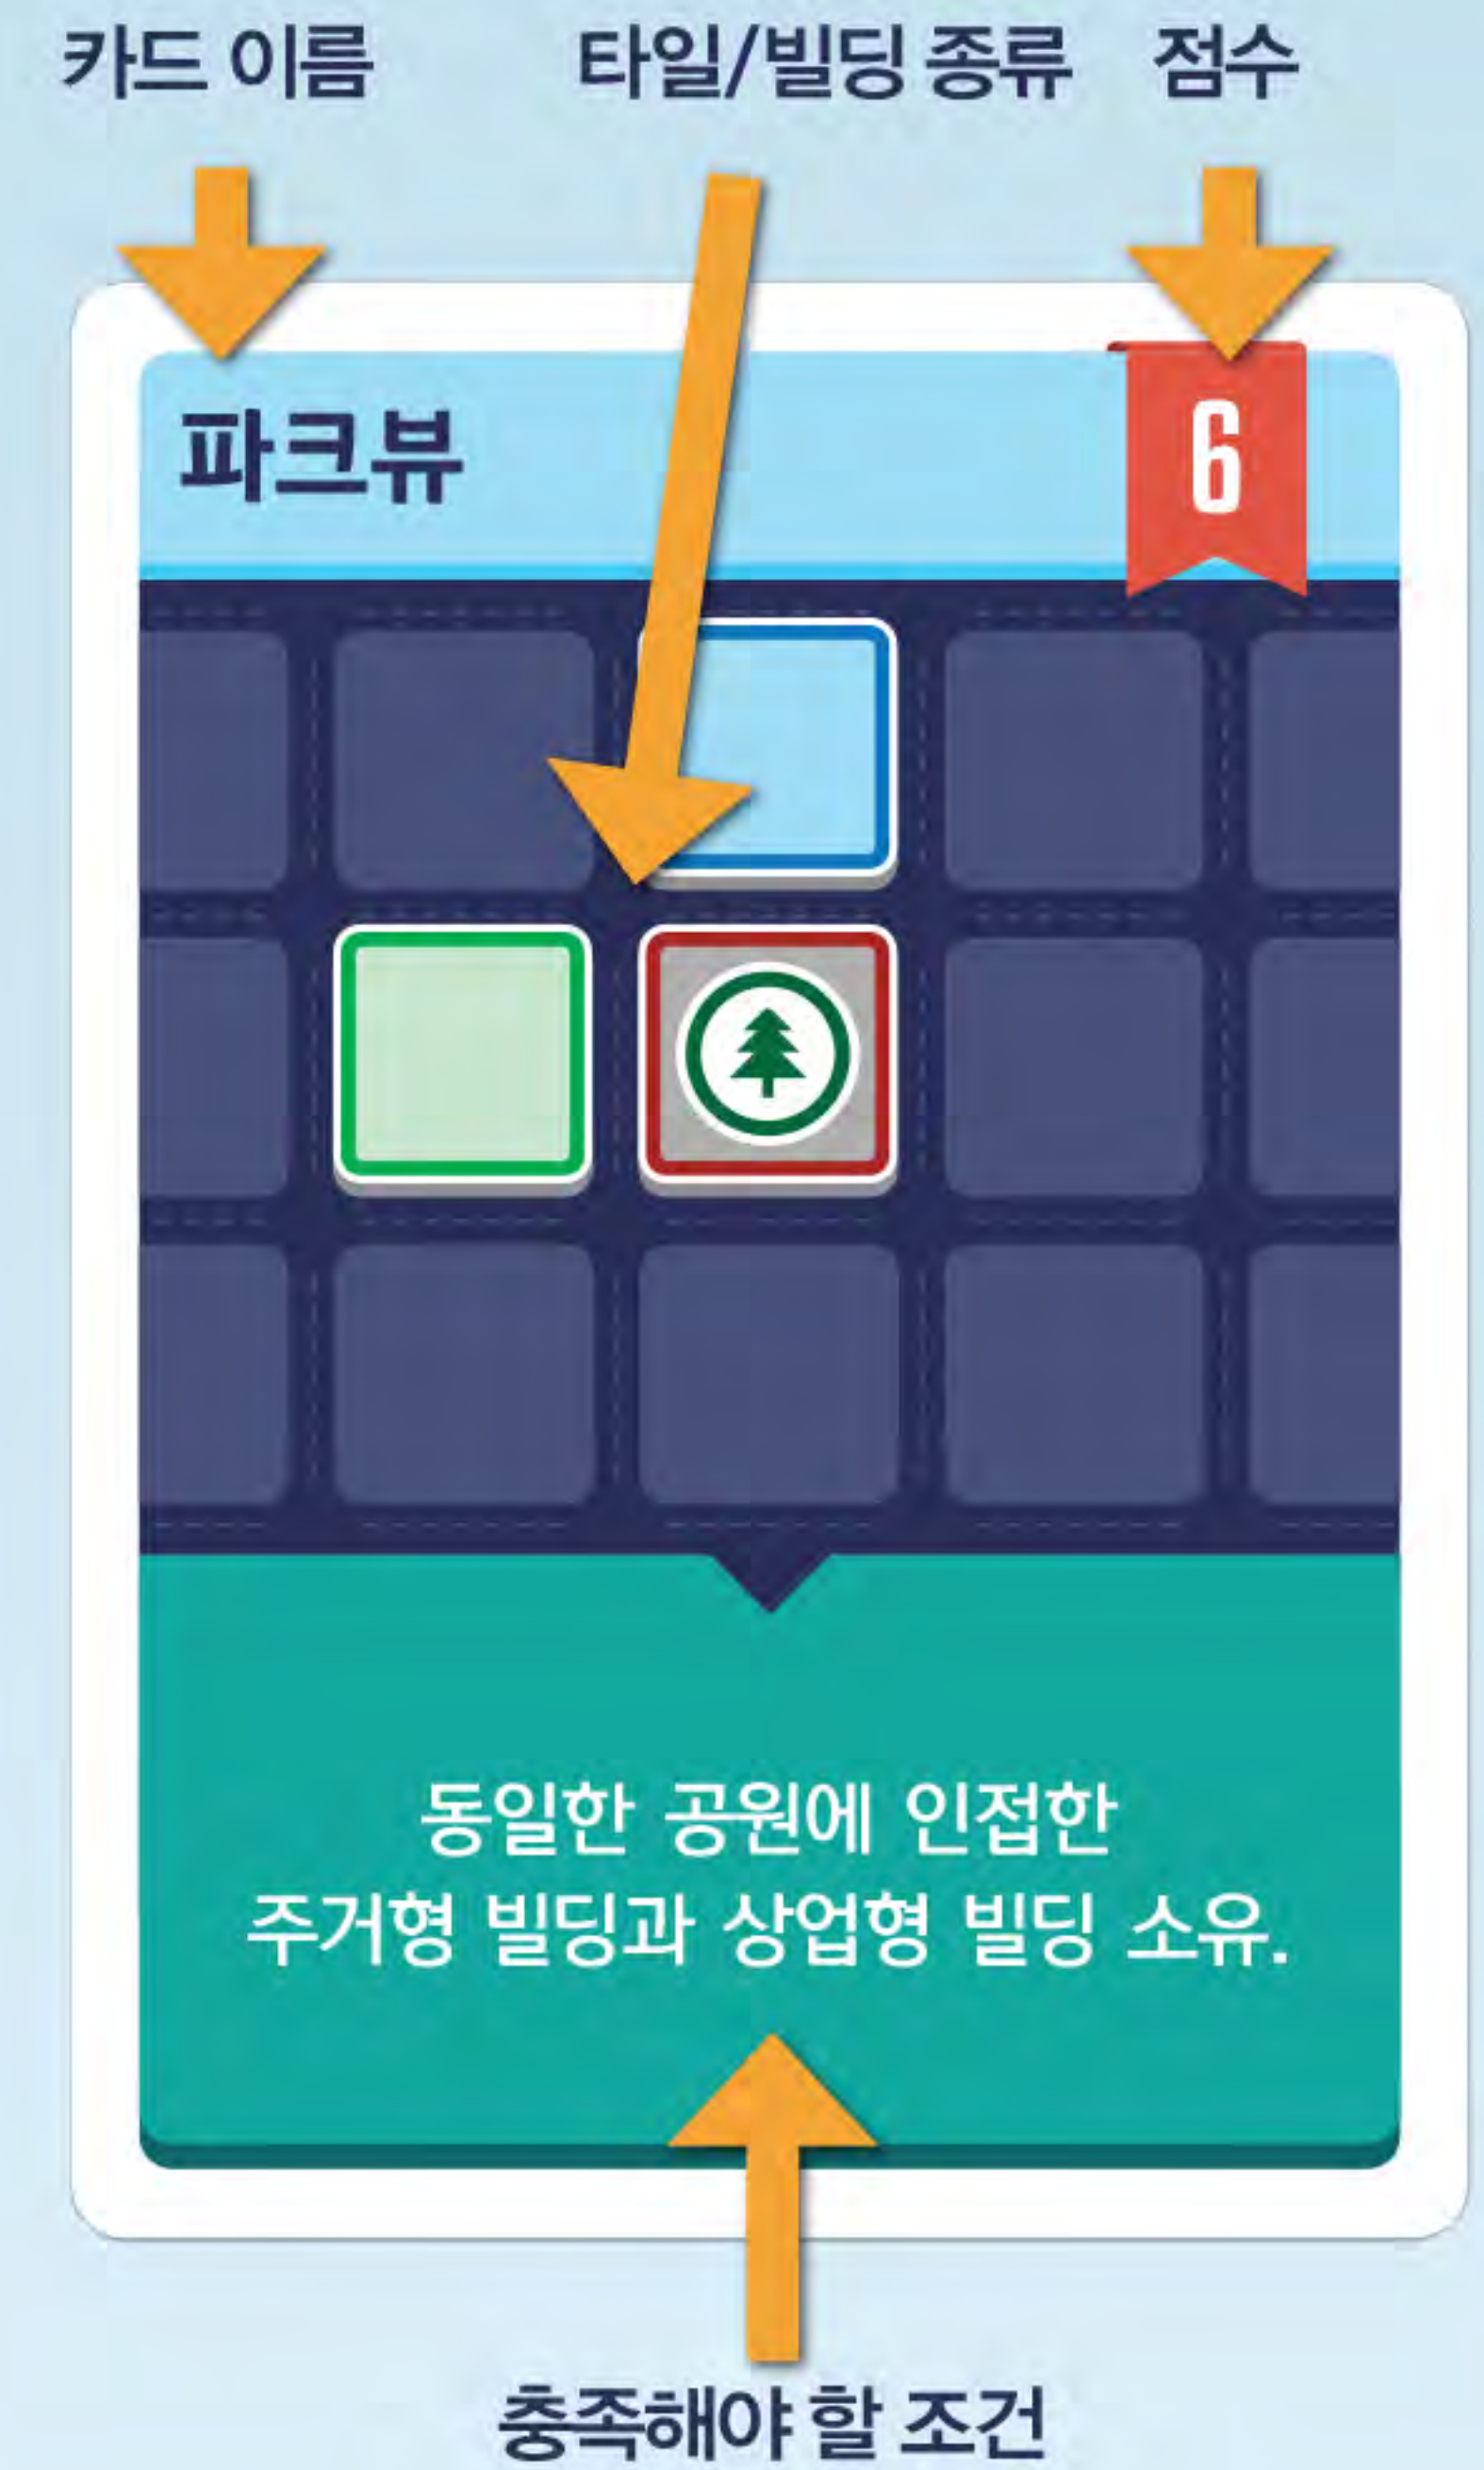 카드 이름
타일/빌딩 종류
점수
파크뷰
6
동일한 공원에 인접한
주거형 빌딩과 상업형 빌딩 소유.
충족해야 할 조건